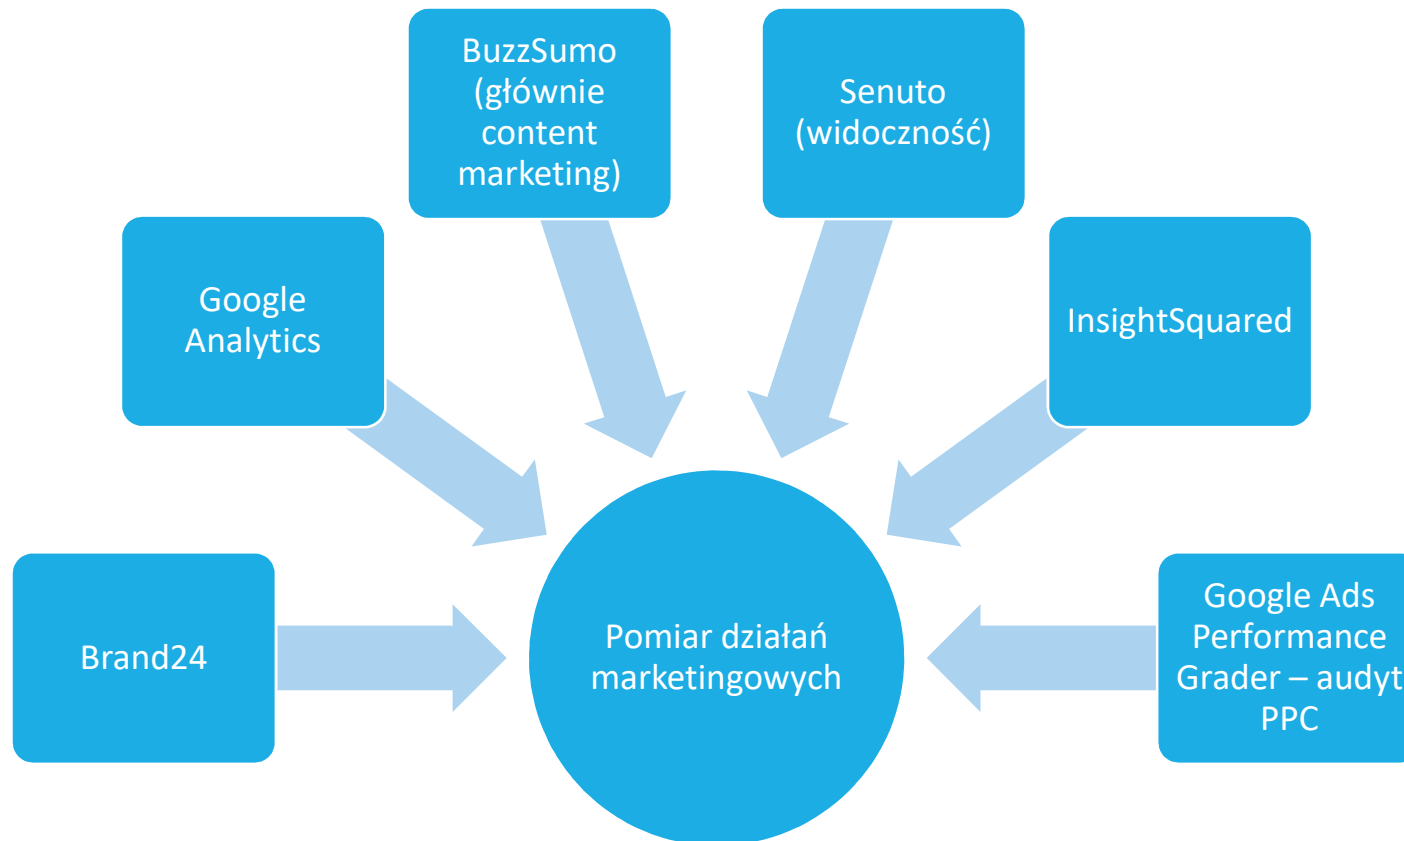 BuzzSumo
(głównie
content
marketing)
Senuto
(widoczność)
Google
Analytics
InsightSquared
Brand24
Pomiar działań
marketingowych
Google Ads
Performance
Grader – audyt
PPC